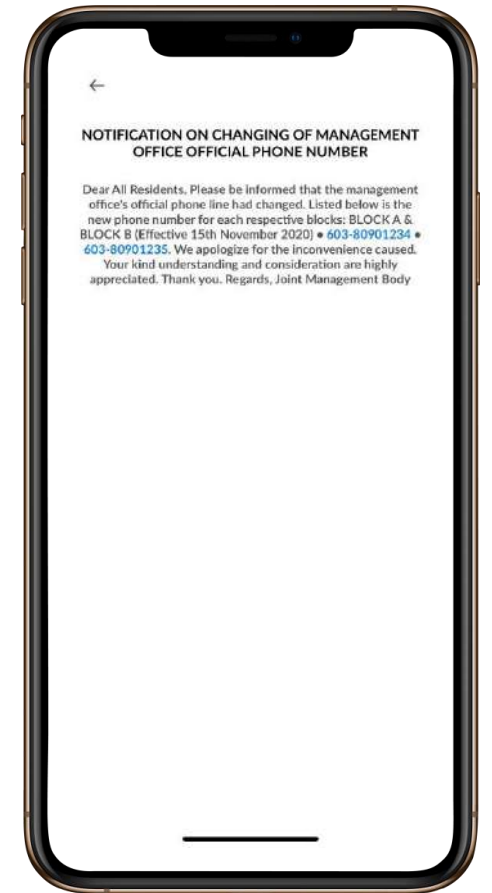 NOTIFICATION ON CHANGING OF MANAGEMENT
OFFICE OFFICIAL PHONE NUMBER
Dear All Residents, Please be informed that the management
office's official phone line had changed. Listed below is the
new phone number for each respective blocks: BLOCK A &
BLOCK B (Effective 15th November 2020) • 603-80901234 •
603-80901235. We apologize for the inconvenience caused.
Your kind understanding and consideration are highly
appreciated. Thank you. Regards, Joint Management Body